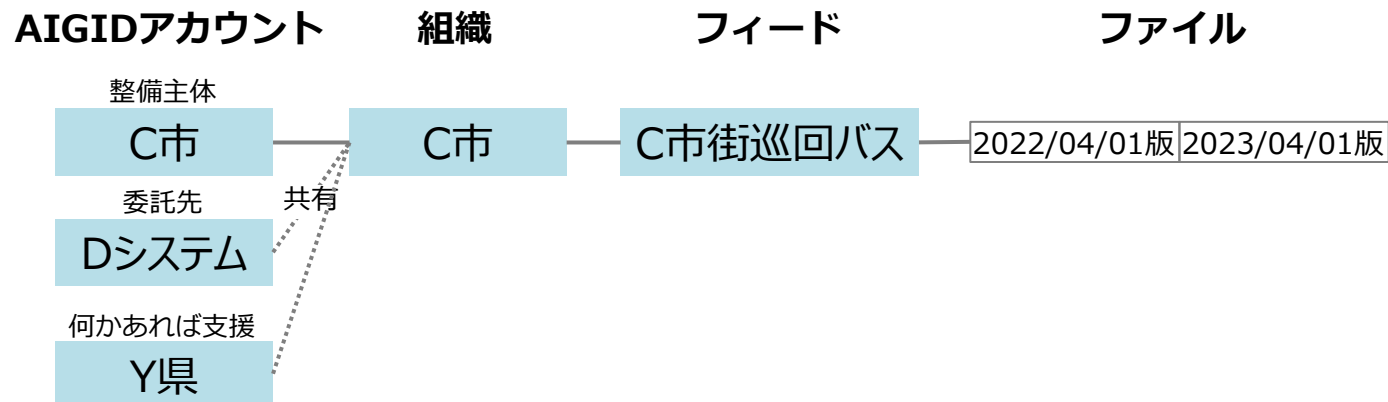 AIGIDアカウント
組織
フィード
ファイル
整備主体
C市
C市
C市街巡回バス
2022/04/01版
2023/04/01版
委託先
共有
Dシステム
何かあれば支援
Y県